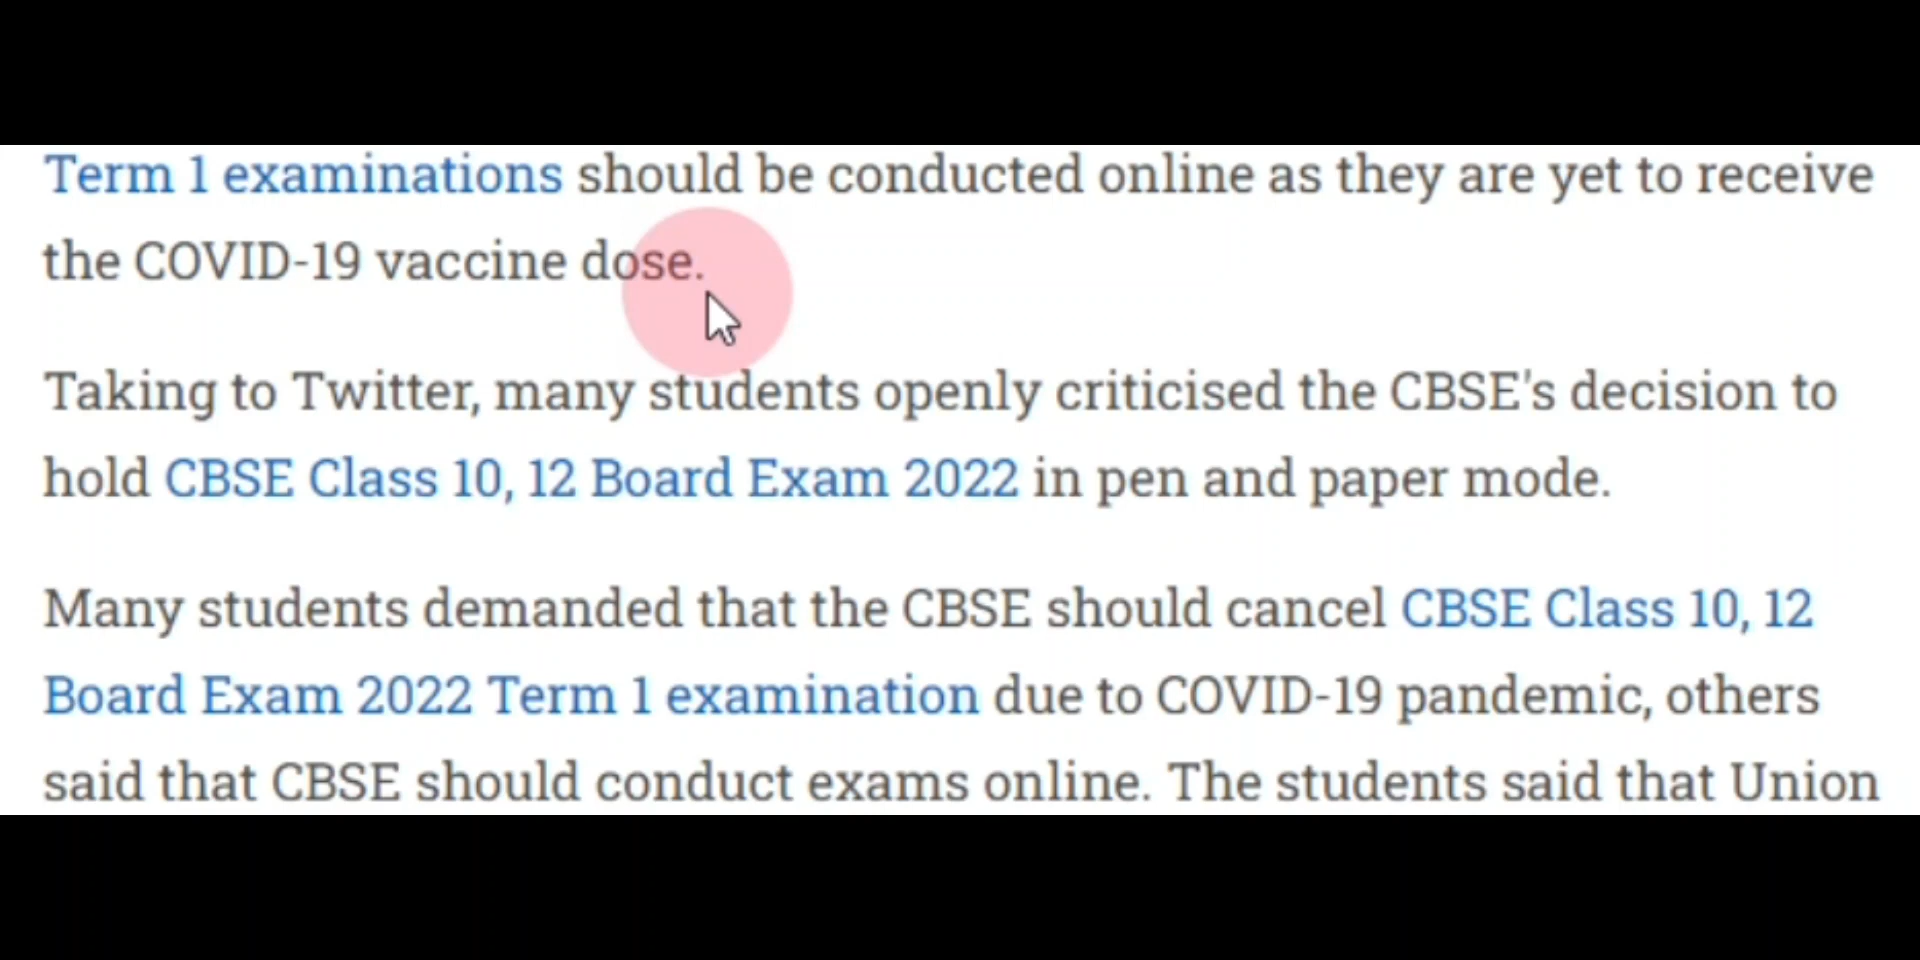 Term 1 examinations should be conducted online as they are yet to receive
the COVID-19 vaccine dose.
Taking to Twitter, many students openly criticised the CBSE's decision to
hold CBSE Class 10, 12 Board Exam 2022 in pen and paper mode.
Many students demanded that the CBSE should cancel CBSE Class 10, 12
Board Exam 2022 Term 1 examination due to COVID-19 pandemic, others
said that CBSE should conduct exams online. The students said that Union